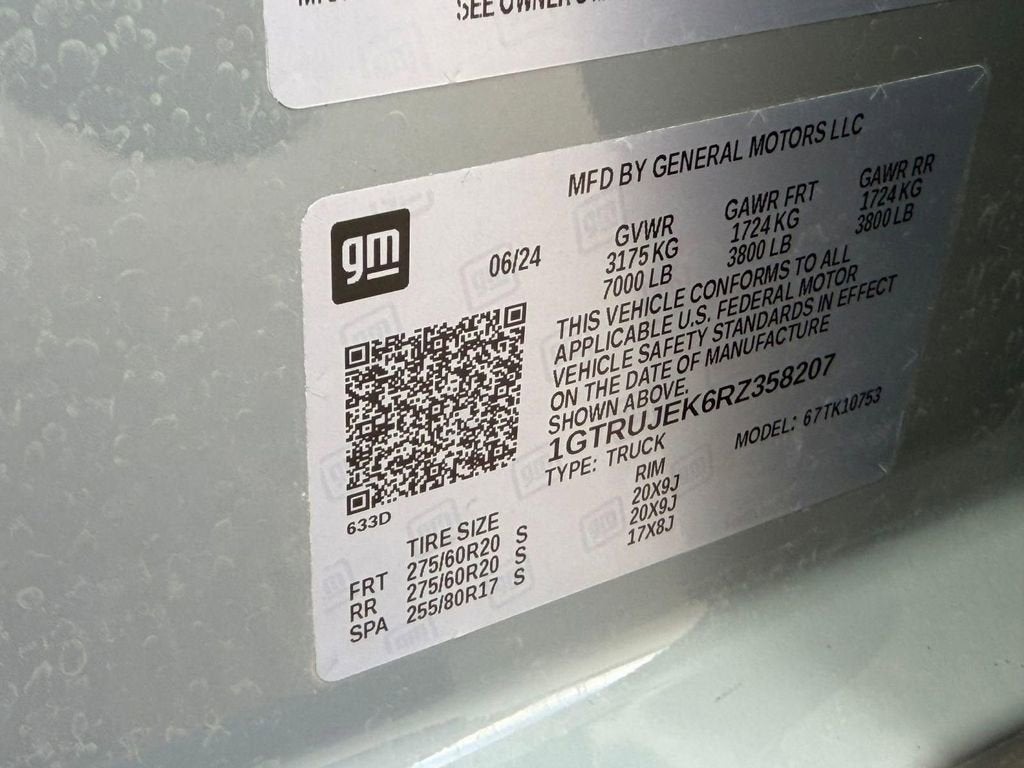 SEE OWNER'S
MFD BY GENERAL MOTORS LLC
gm
06/24
GVWR GAWR FRT GAWR RR
3175 KG 1724 KG 1724 KG
7000 LB 3800 LB 3800 LB
THIS VEHICLE CONFORMS TO ALL
APPLICABLE U.S. FEDERAL MOTOR
VEHICLE SAFETY STANDARDS IN EFFECT
ON THE DATE OF MANUFACTURE
SHOWN ABOVE.
1GTRUJEK6RZ358207
TYPE: TRUCK MODEL: 67TK10753
633D
TIRE SIZE RIM
FRT 275/60R20 S 20X9J
RR 275/60R20 S 20X9J
SPA 255/80R17 S 17X8J